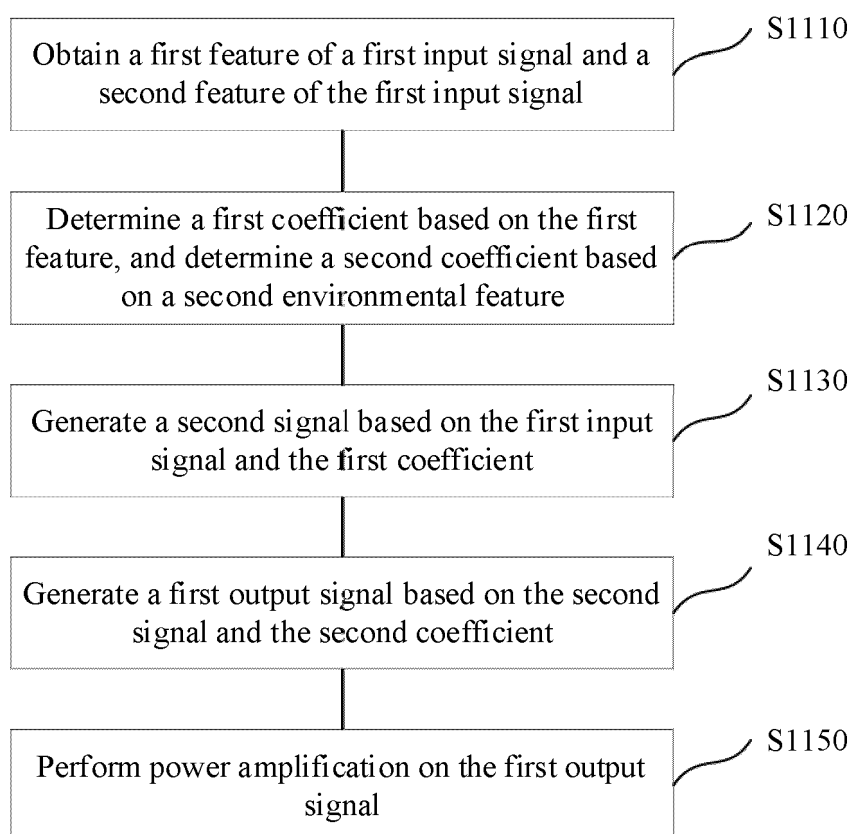 Obtain a first feature of a first input signal and a
second feature of the first input signal
S1110
Determine a first coefficient based on the first
feature, and determine a second coefficient based
on a second environmental feature
S1120
Generate a second signal based on the first input
signal and the first coefficient
S1130
Generate a first output signal based on the second
signal and the second coefficient
S1140
Perform power amplification on the first output
signal
S1150